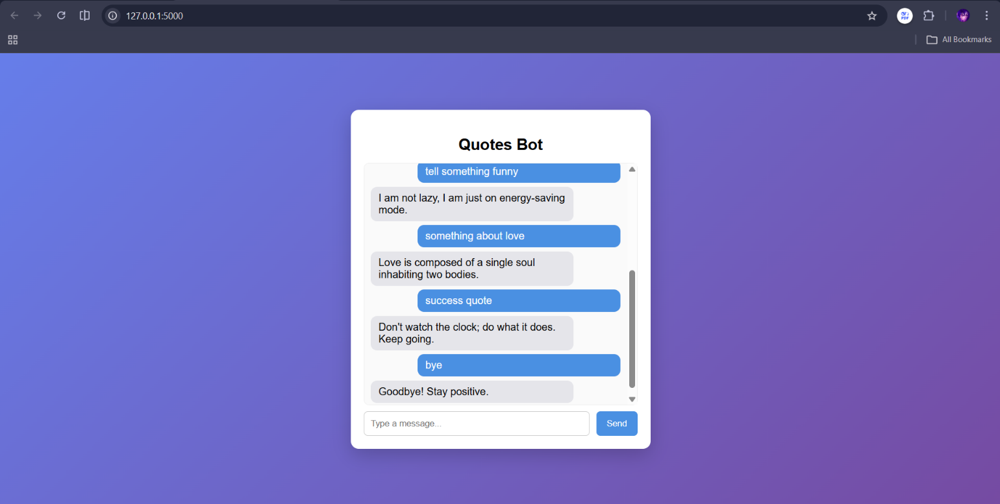 127.0.0.1:5000
PDF
All Bookmarks
Quotes Bot
tell something funny
I am not lazy, I am just on energy-saving
mode.
something about love
Love is composed of a single soul
inhabiting two bodies.
success quote
Don't watch the clock; do what it does.
Keep going.
bye
Goodbye! Stay positive.
Type a message...
Send